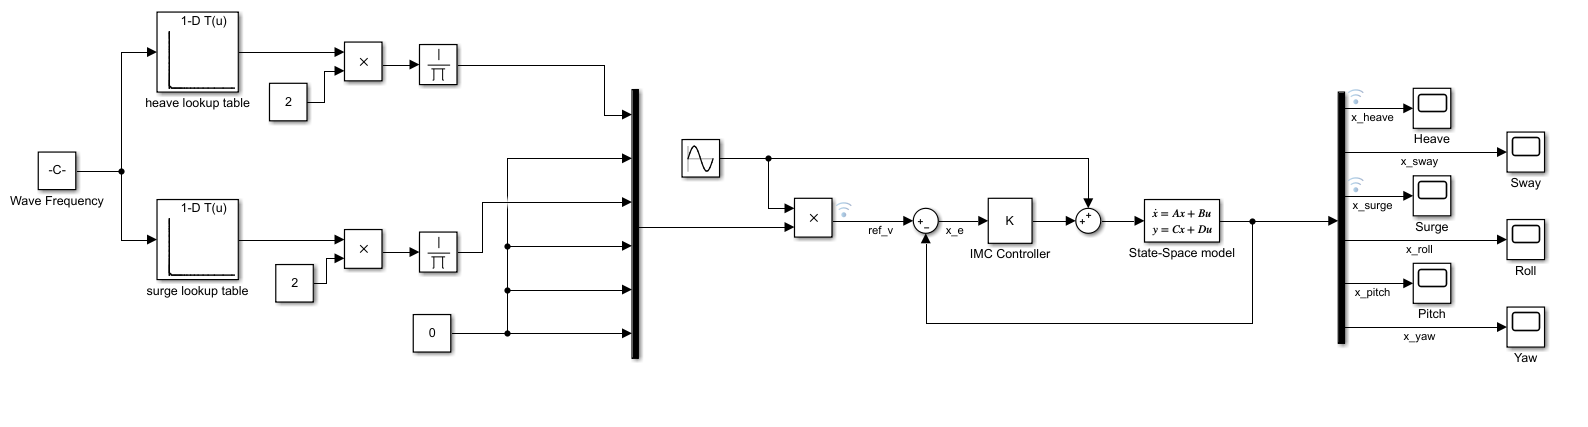 1-D T(u)
heave lookup table
×
2
-C-
Wave Frequency
1-D T(u)
surge lookup table
×
2
0
×
ref_v
+
−
x_e
K
IMC Controller
+
+
ẋ = Ax + Bu
y = Cx + Du
State-Space model
x_heave
Heave
x_sway
Sway
x_surge
Surge
x_roll
Roll
x_pitch
Pitch
x_yaw
Yaw